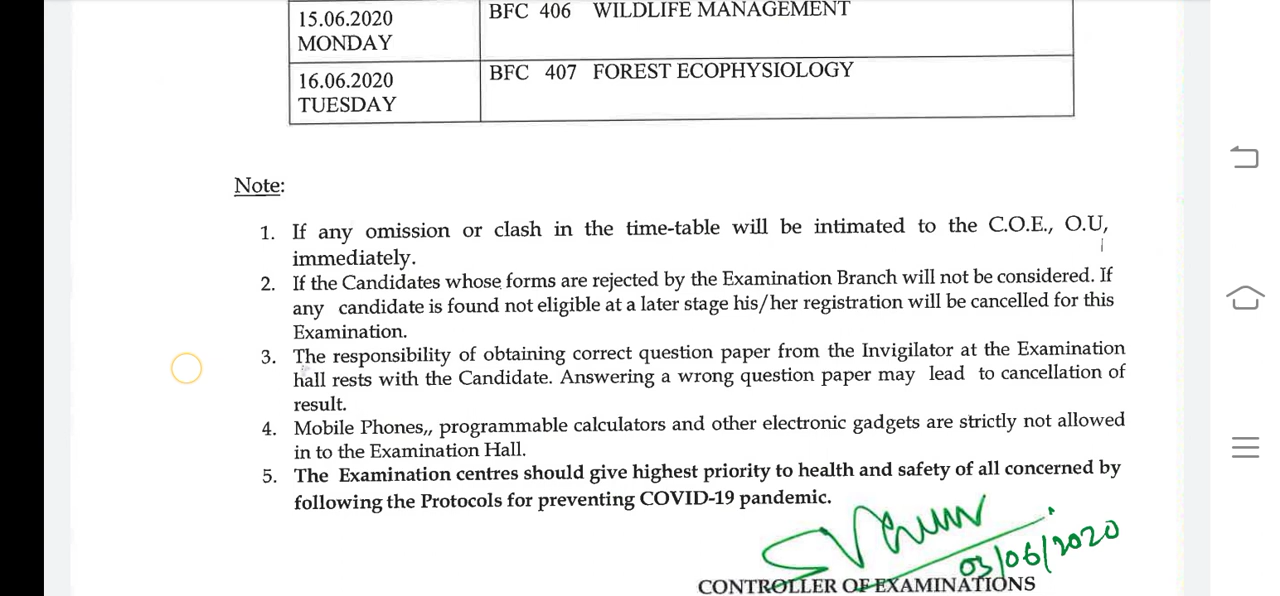 15.06.2020 BFC 406 WILDLIFE MANAGEMENT
MONDAY
16.06.2020 BFC 407 FOREST ECOPHYSIOLOGY
TUESDAY
Note:
1. If any omission or clash in the time-table will be intimated to the C.O.E., O.U,
immediately.
2. If the Candidates whose forms are rejected by the Examination Branch will not be considered. If
any candidate is found not eligible at a later stage his/her registration will be cancelled for this
Examination.
3. The responsibility of obtaining correct question paper from the Invigilator at the Examination
hall rests with the Candidate. Answering a wrong question paper may lead to cancellation of
result.
4. Mobile Phones,, programmable calculators and other electronic gadgets are strictly not allowed
in to the Examination Hall.
5. The Examination centres should give highest priority to health and safety of all concerned by
following the Protocols for preventing COVID-19 pandemic.
03/06/2020
CONTROLLER OF EXAMINATIONS